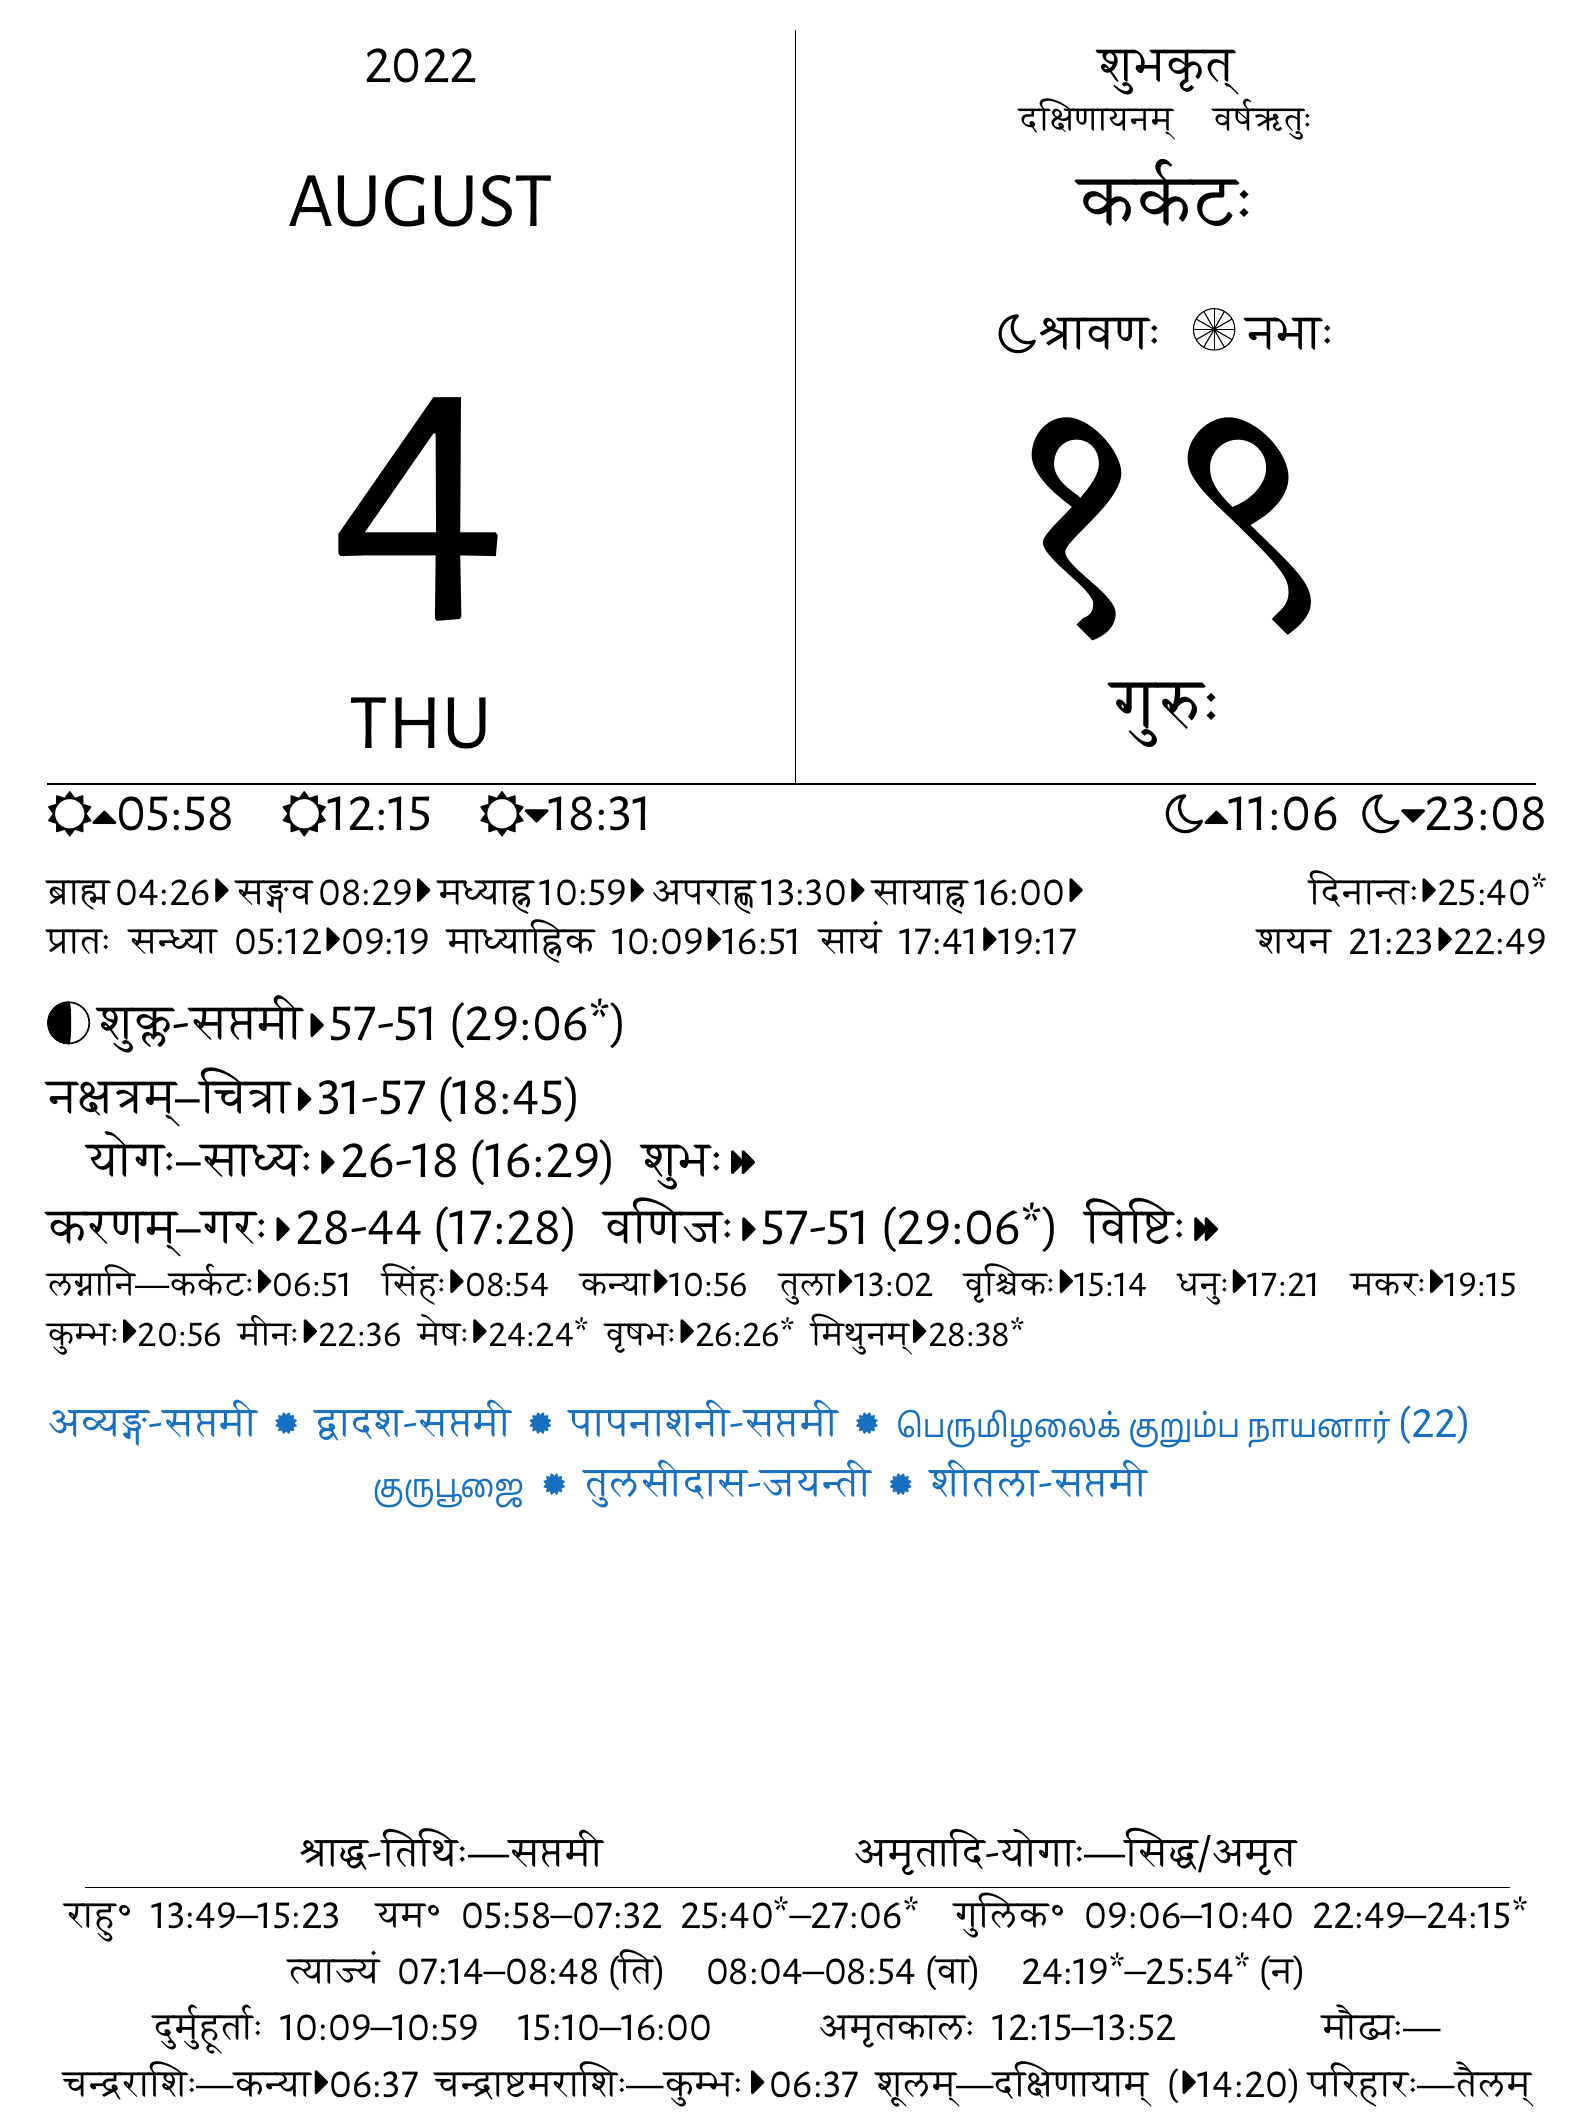 2022
AUGUST
4
THU
शुभकृत्
दक्षिणायनम् वर्षऋतुः
कर्कटः
श्रावणः नभाः
१९
गुरुः
05:58 12:15 18:31 11:06 23:08
ब्राह्म 04:26 सङ्गव 08:29 मध्याह्न 10:59 अपराह्ण 13:30 सायाह्न 16:00 दिनान्तः 25:40*
प्रातः सन्ध्या 05:12 09:19 माध्याह्निक 10:09 16:51 सायं 17:41 19:17 शयन 21:23 22:49
शुक्ल-सप्तमी 57-51 (29:06*)
नक्षत्रम्–चित्रा 31-57 (18:45)
योगः–साध्यः 26-18 (16:29) शुभः
करणम्–गरः 28-44 (17:28) वणिजः 57-51 (29:06*) विष्टिः
लग्नानि—कर्कटः 06:51 सिंहः 08:54 कन्या 10:56 तुला 13:02 वृश्चिकः 15:14 धनुः 17:21 मकरः 19:15
कुम्भः 20:56 मीनः 22:36 मेषः 24:24* वृषभः 26:26* मिथुनम् 28:38*
अव्यङ्ग-सप्तमी ✹ द्वादश-सप्तमी ✹ पापनाशनी-सप्तमी ✹ பெருமிழலைக் குறும்ப நாயனார் (22)
குருபூஜை ✹ तुलसीदास-जयन्ती ✹ शीतला-सप्तमी
श्राद्ध-तिथिः—सप्तमी अमृतादि-योगाः—सिद्ध/अमृत
राहु° 13:49–15:23 यम° 05:58–07:32 25:40*–27:06* गुलिक° 09:06–10:40 22:49–24:15*
त्याज्यं 07:14–08:48 (ति) 08:04–08:54 (वा) 24:19*–25:54* (न)
दुर्मुहूर्ताः 10:09–10:59 15:10–16:00 अमृतकालः 12:15–13:52 मौढ्यः—
चन्द्रराशिः—कन्या 06:37 चन्द्राष्टमराशिः—कुम्भः 06:37 शूलम्—दक्षिणायाम् (14:20) परिहारः—तैलम्